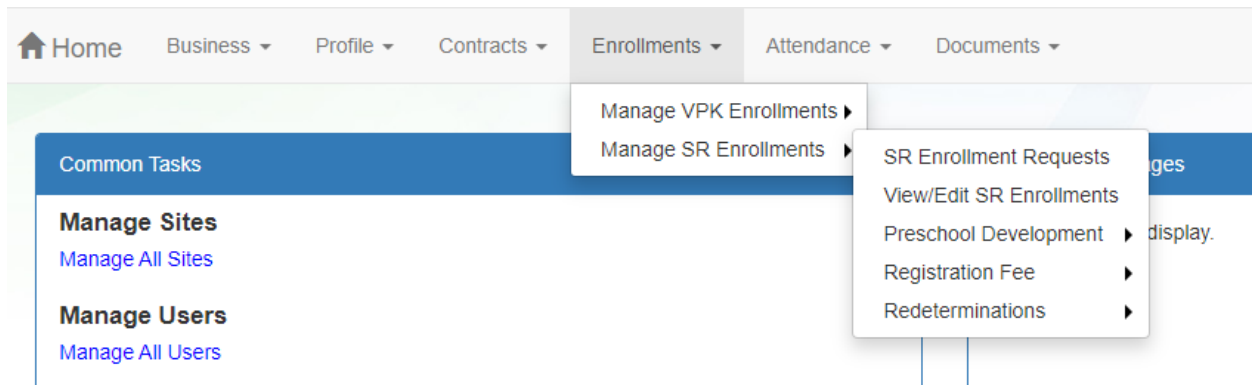 Home Business Profile Contracts Enrollments Attendance Documents
Manage VPK Enrollments
Manage SR Enrollments
SR Enrollment Requests
View/Edit SR Enrollments
Preschool Development
Registration Fee
Redeterminations
Common Tasks
Manage Sites
Manage All Sites
Manage Users
Manage All Users
display.